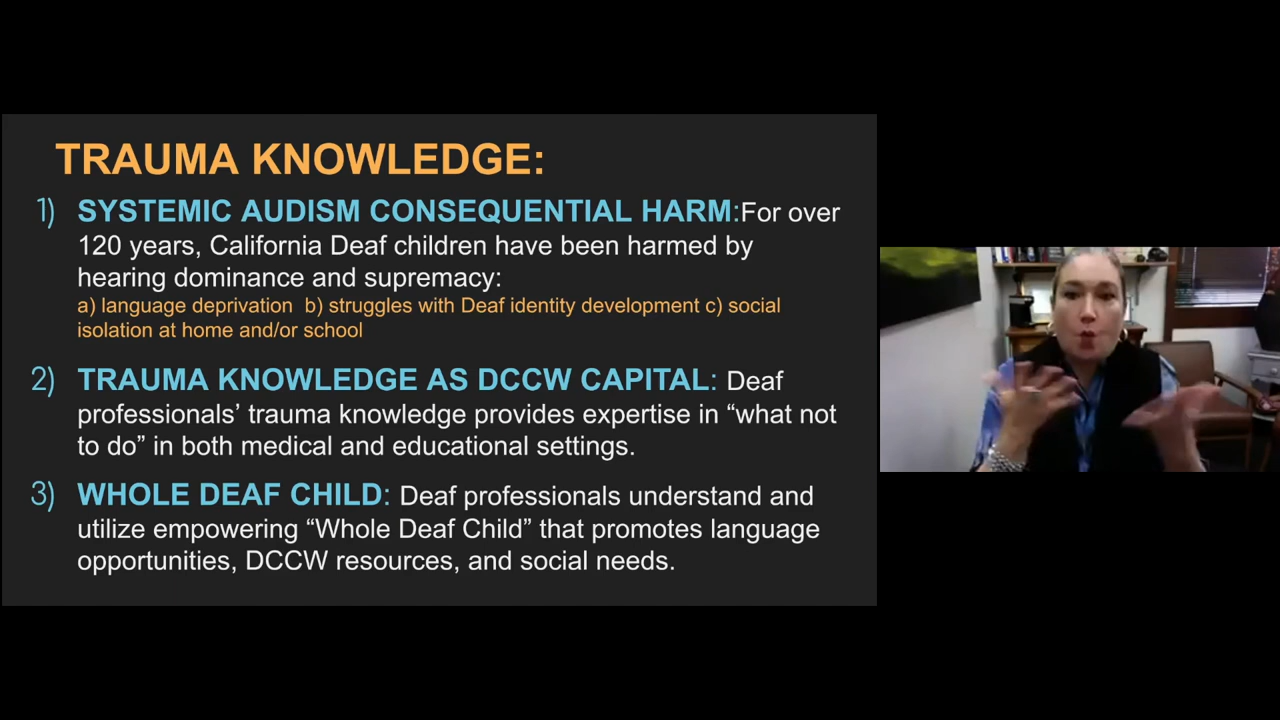 TRAUMA KNOWLEDGE:
1) SYSTEMIC AUDISM CONSEQUENTIAL HARM:For over
120 years, California Deaf children have been harmed by
hearing dominance and supremacy:
a) language deprivation b) struggles with Deaf identity development c) social
isolation at home and/or school
2) TRAUMA KNOWLEDGE AS DCCW CAPITAL: Deaf
professionals’ trauma knowledge provides expertise in “what not
to do” in both medical and educational settings.
3) WHOLE DEAF CHILD: Deaf professionals understand and
utilize empowering “Whole Deaf Child” that promotes language
opportunities, DCCW resources, and social needs.